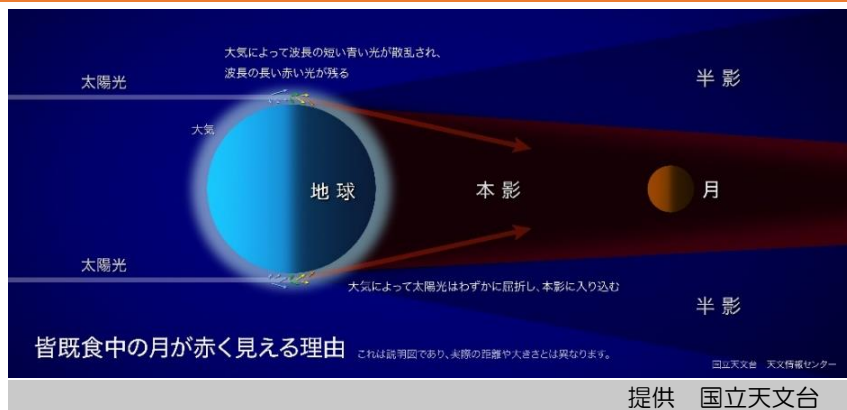 大気によって波長の短い青い光が散乱され、
波長の長い赤い光が残る
太陽光
半影
大気
地球
本影
月
太陽光
大気によって太陽光はわずかに屈折し、本影に入り込む
半影
皆既食中の月が赤く見える理由
これは説明図であり、実際の距離や大きさとは異なります。
国立天文台　天文情報センター
提供　国立天文台